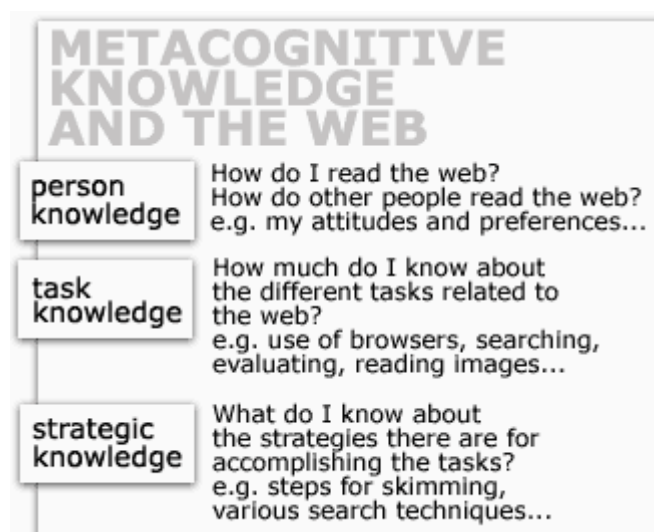 METACOGNITIVE
KNOWLEDGE
AND THE WEB
person
knowledge
How do I read the web?
How do other people read the web?
e.g. my attitudes and preferences...
task
knowledge
How much do I know about
the different tasks related to
the web?
e.g. use of browsers, searching,
evaluating, reading images...
strategic
knowledge
What do I know about
the strategies there are for
accomplishing the tasks?
e.g. steps for skimming,
various search techniques...